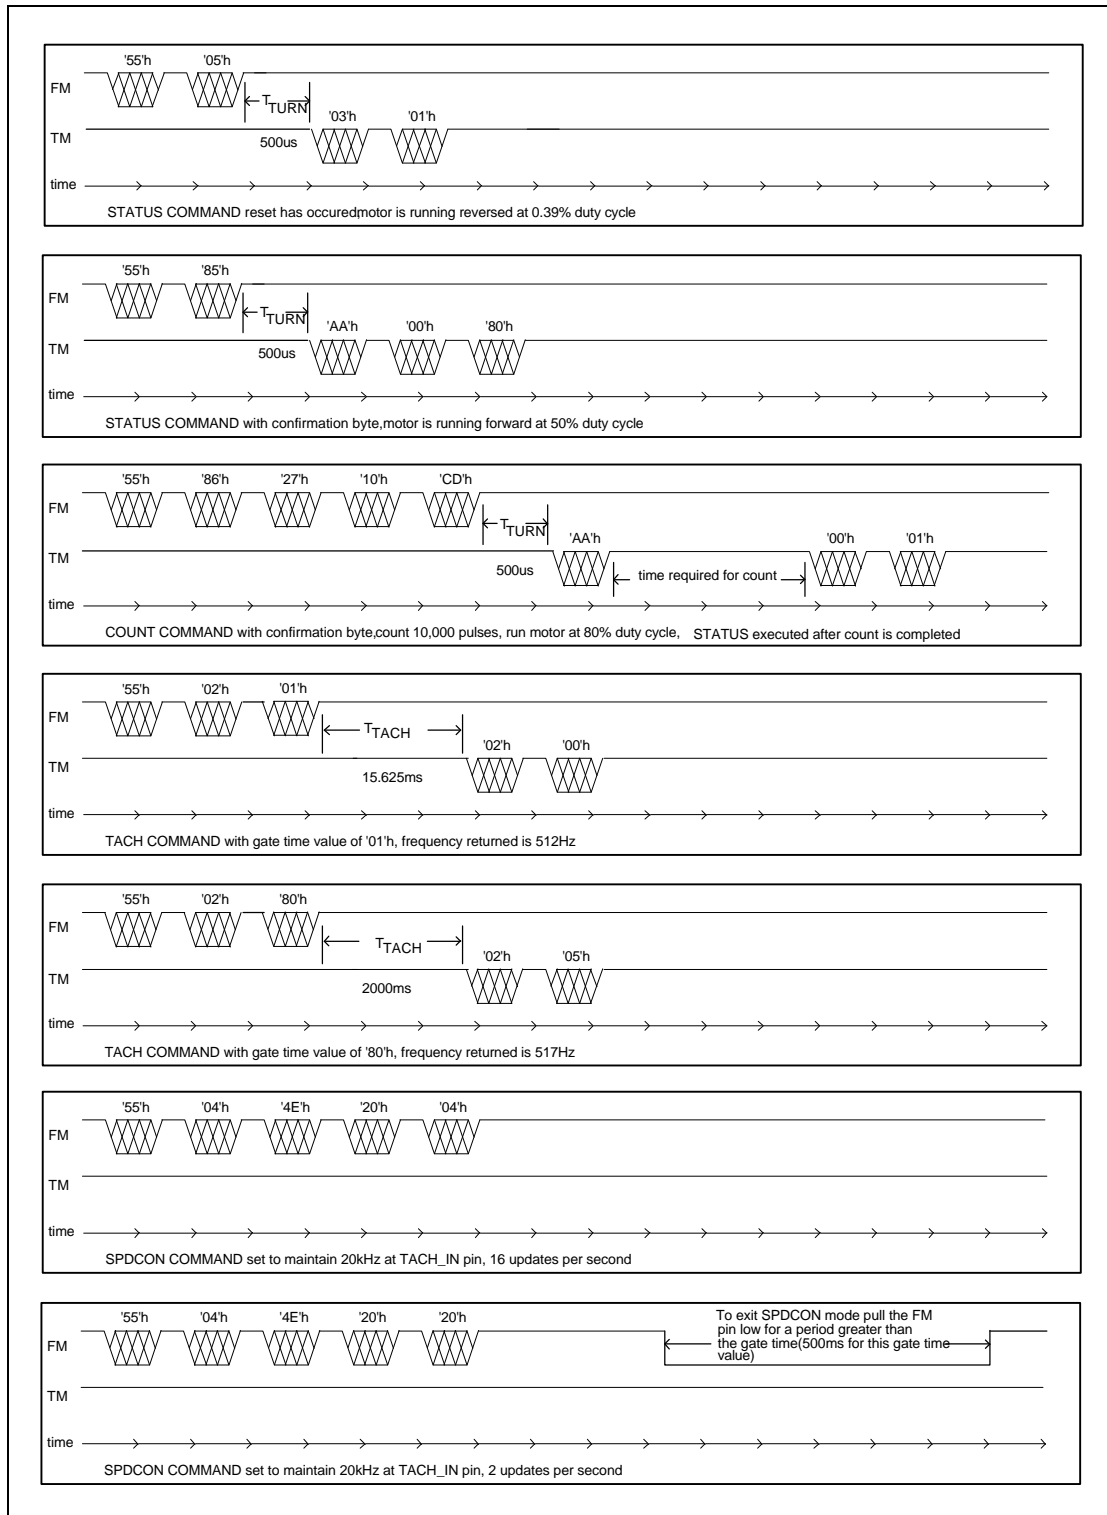 '55'h '05'h
FM
TTURN
'03'h '01'h
TM
500us
time
STATUS COMMAND reset has occured,motor is running reversed at 0.39% duty cycle
'55'h '85'h
FM
TTURN
'AA'h '00'h '80'h
TM
500us
time
STATUS COMMAND with confirmation byte,motor is running forward at 50% duty cycle
'55'h '86'h '27'h '10'h 'CD'h
FM
TTURN
'AA'h '00'h '01'h
TM
500us
time required for count
time
COUNT COMMAND with confirmation byte,count 10,000 pulses, run motor at 80% duty cycle, STATUS executed after count is completed
'55'h '02'h '01'h
FM
TTACH
'02'h '00'h
TM
15.625ms
time
TACH COMMAND with gate time value of '01'h, frequency returned is 512Hz
'55'h '02'h '80'h
FM
TTACH
'02'h '05'h
TM
2000ms
time
TACH COMMAND with gate time value of '80'h, frequency returned is 517Hz
'55'h '04'h '4E'h '20'h '04'h
FM
TM
time
SPDCON COMMAND set to maintain 20kHz at TACH_IN pin, 16 updates per second
'55'h '04'h '4E'h '20'h '20'h
To exit SPDCON mode pull the FM
pin low for a period greater than
the gate time(500ms for this gate time
value)
FM
TM
time
SPDCON COMMAND set to maintain 20kHz at TACH_IN pin, 2 updates per second